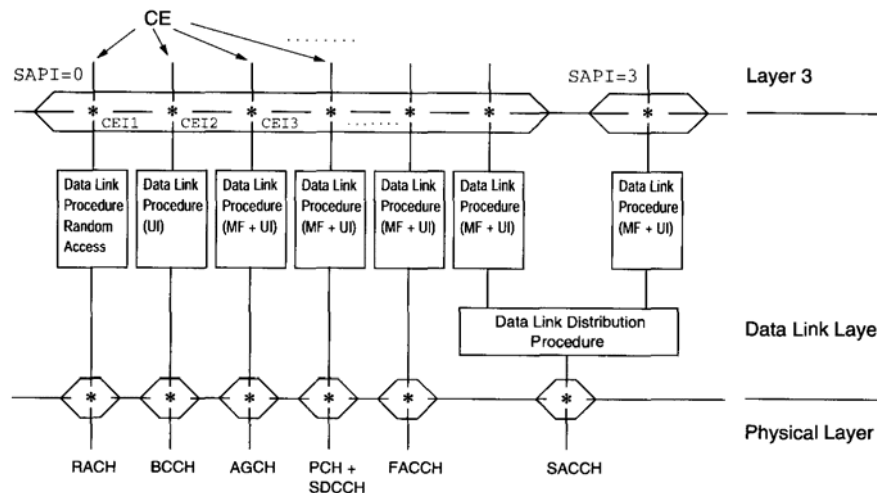 CE
........
SAPI=0
SAPI=3
Layer 3
* * * * * * *
CEI1 CEI2 CEI3 .......
Data Link Procedure Random Access
Data Link Procedure (UI)
Data Link Procedure (MF + UI)
Data Link Procedure (MF + UI)
Data Link Procedure (MF + UI)
Data Link Procedure (MF + UI)
Data Link Procedure (MF + UI)
Data Link Distribution
Procedure
Data Link Layer
* * * * * *
Physical Layer
RACH
BCCH
AGCH
PCH +
SDCCH
FACCH
SACCH